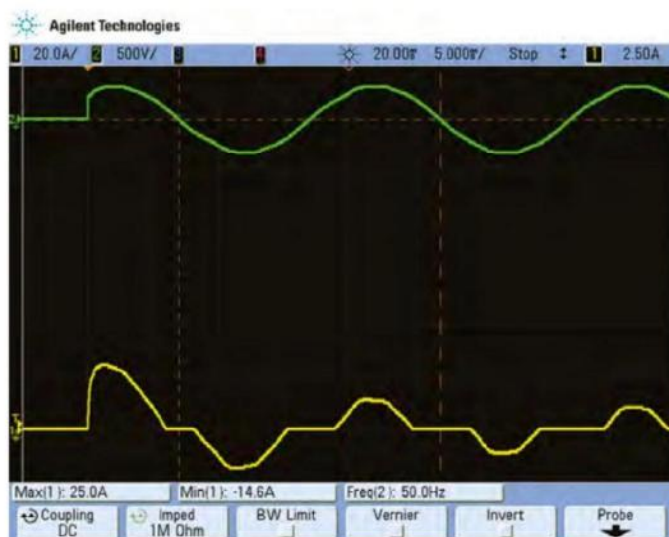 Agilent Technologies
1 20.0A/ 2 500V/ 3 4 20.00 5.000 / Stop 1 2.50A
Max(1): 25.0A Min(1): -14.6A Freq(2): 50.0Hz
Coupling Imped BW Limit Vernier Invert Probe
DC 1M Ohm